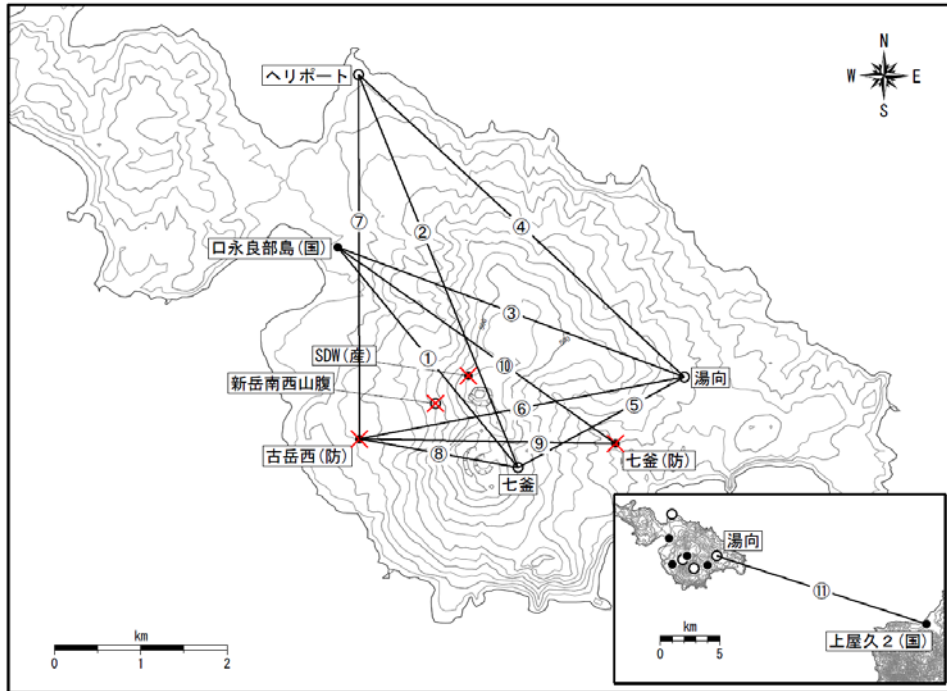 N
W
E
S
ヘリポート
⑦
②
④
口永良部島(国)
③
SDW(産)
①
⑩
新岳南西山腹
湯向
⑥
⑤
古岳西(防)
⑧
⑨
七釜(防)
七釜
湯向
⑪
上屋久2(国)
km
0 5
km
0 1 2